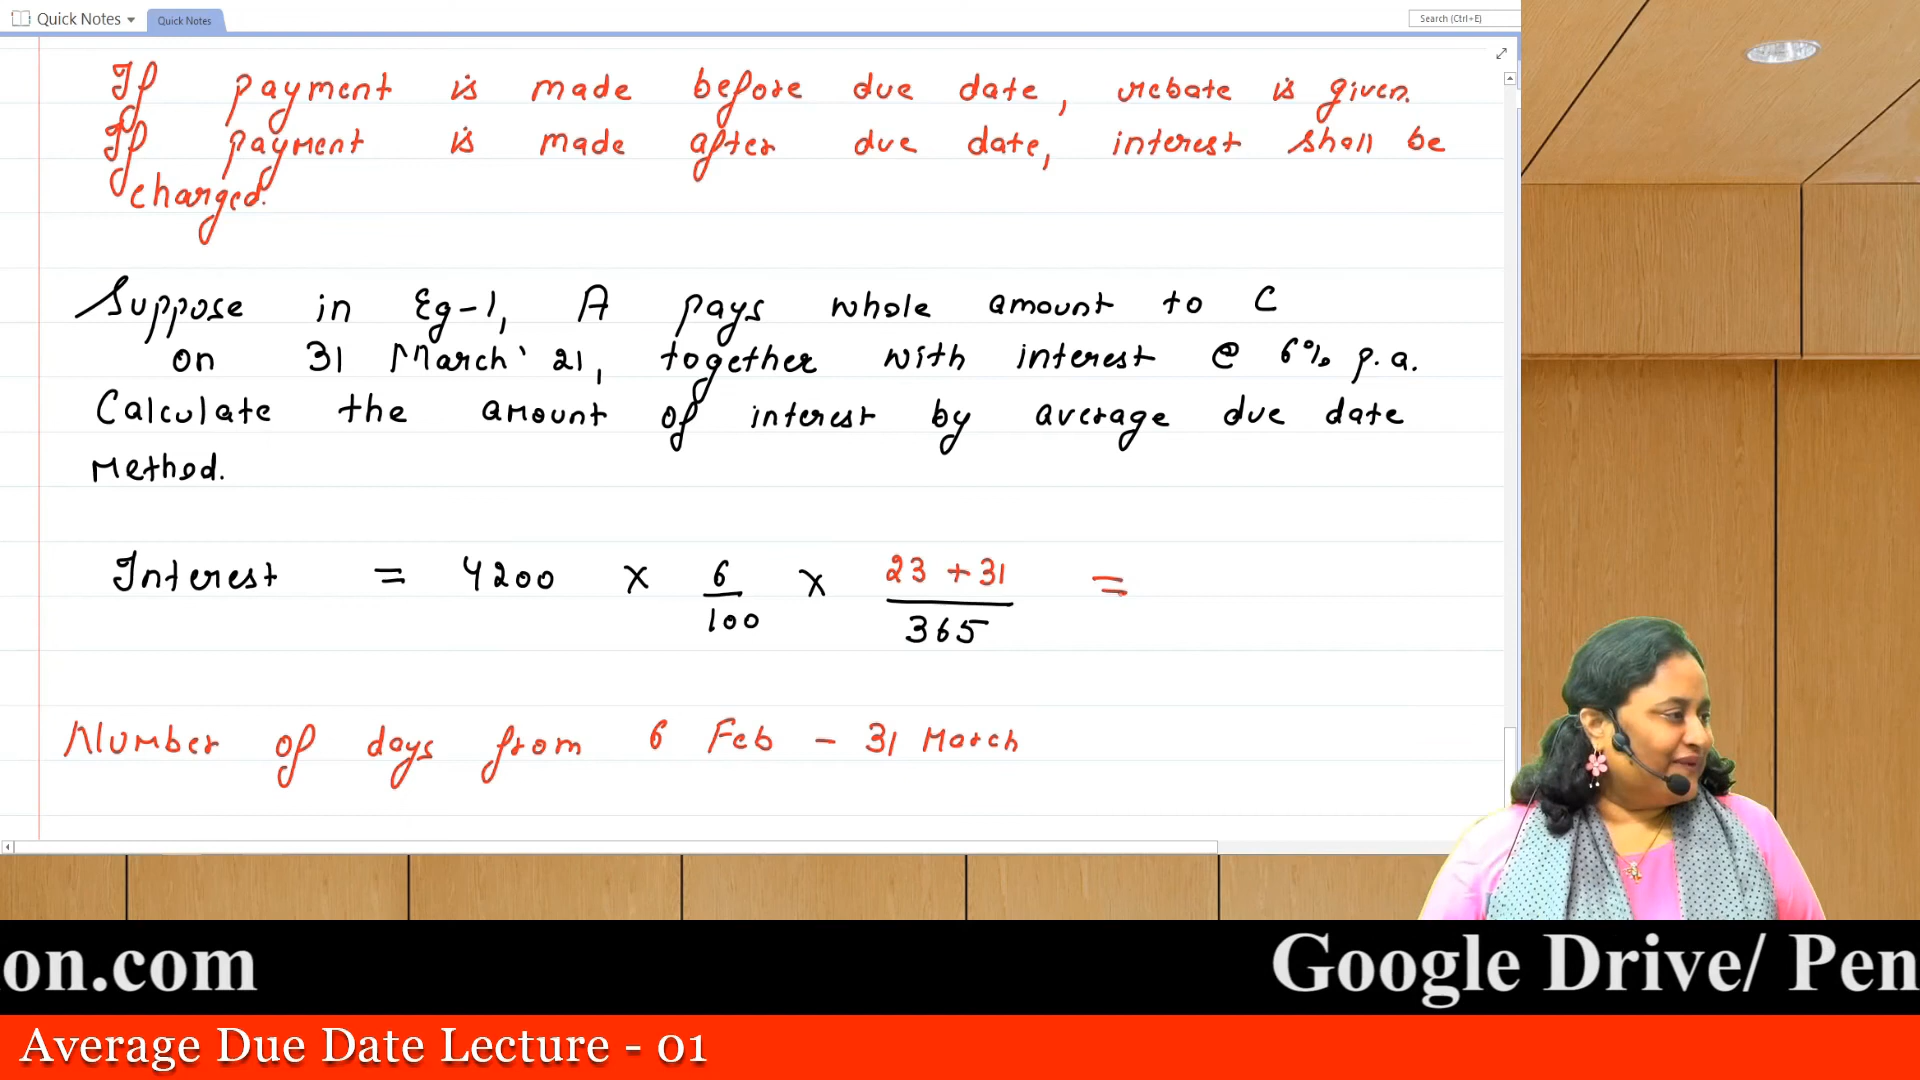 Quick Notes
Quick Notes
Search (Ctrl+E)
If payment is made before due date, rebate is given.
If payment is made after due date, interest shall be
charged.
Suppose in Eg-1, A pays whole amount to C
on 31 March' 21, together with interest @ 6% p.a.
Calculate the amount of interest by average due date
Method.
Interest = 4200 x 6/100 x 23 + 31/365 =
Number of days from 6 Feb - 31 March
on.com
Google Drive/ Pen
Average Due Date Lecture - 01